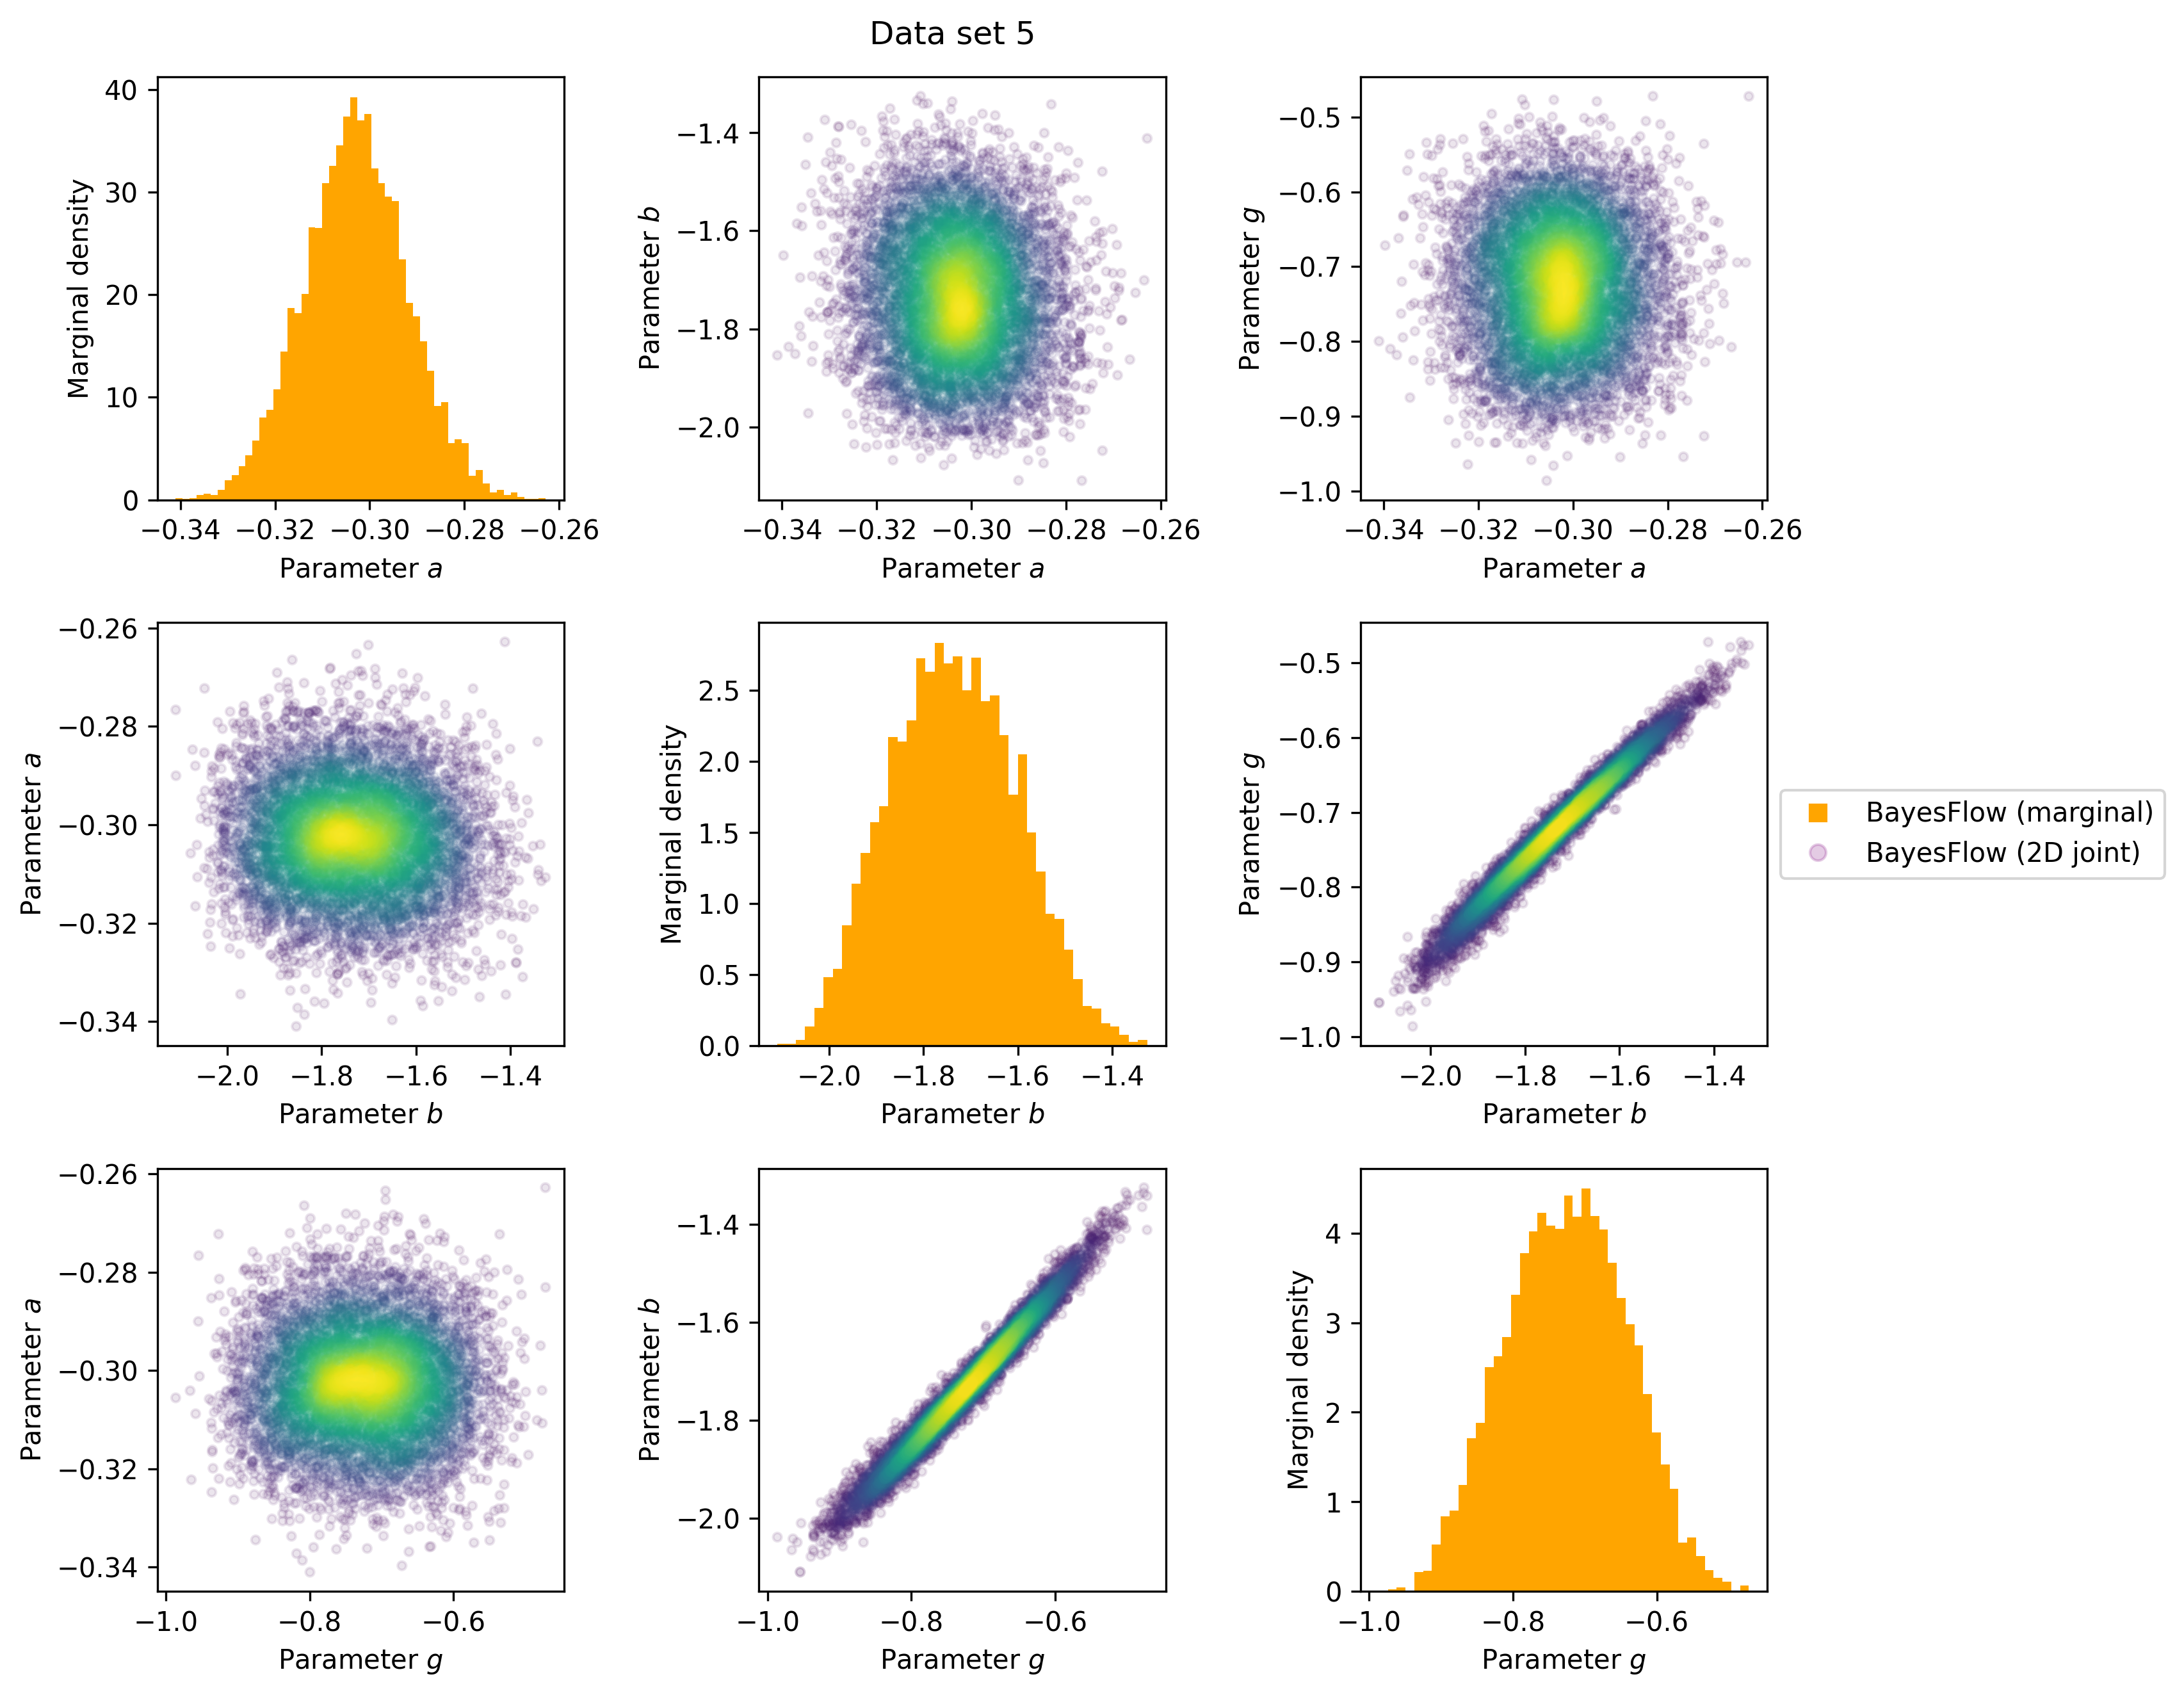 Data set 5
40
30
20
10
0
Marginal density
−0.34 −0.32 −0.30 −0.28 −0.26
Parameter a
−1.4
−1.6
−1.8
−2.0
Parameter b
−0.34 −0.32 −0.30 −0.28 −0.26
Parameter a
−0.5
−0.6
−0.7
−0.8
−0.9
−1.0
Parameter g
−0.34 −0.32 −0.30 −0.28 −0.26
Parameter a
−0.26
−0.28
−0.30
−0.32
−0.34
Parameter a
−2.0 −1.8 −1.6 −1.4
Parameter b
2.5
2.0
1.5
1.0
0.5
0.0
Marginal density
−2.0 −1.8 −1.6 −1.4
Parameter b
−0.5
−0.6
−0.7
−0.8
−0.9
−1.0
Parameter g
−2.0 −1.8 −1.6 −1.4
Parameter b
BayesFlow (marginal)
BayesFlow (2D joint)
−0.26
−0.28
−0.30
−0.32
−0.34
Parameter a
−1.0 −0.8 −0.6
Parameter g
−1.4
−1.6
−1.8
−2.0
Parameter b
−1.0 −0.8 −0.6
Parameter g
4
3
2
1
0
Marginal density
−1.0 −0.8 −0.6
Parameter g